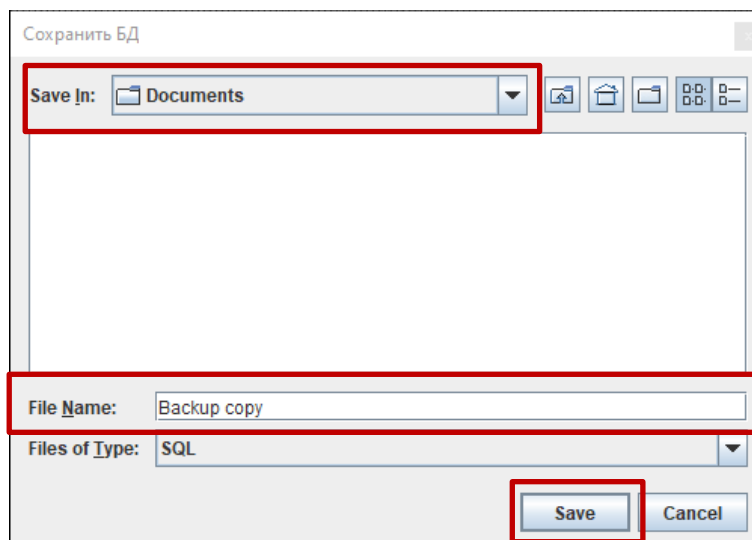 Сохранить БД
Save In: Documents
File Name: Backup copy
Files of Type: SQL
Save Cancel